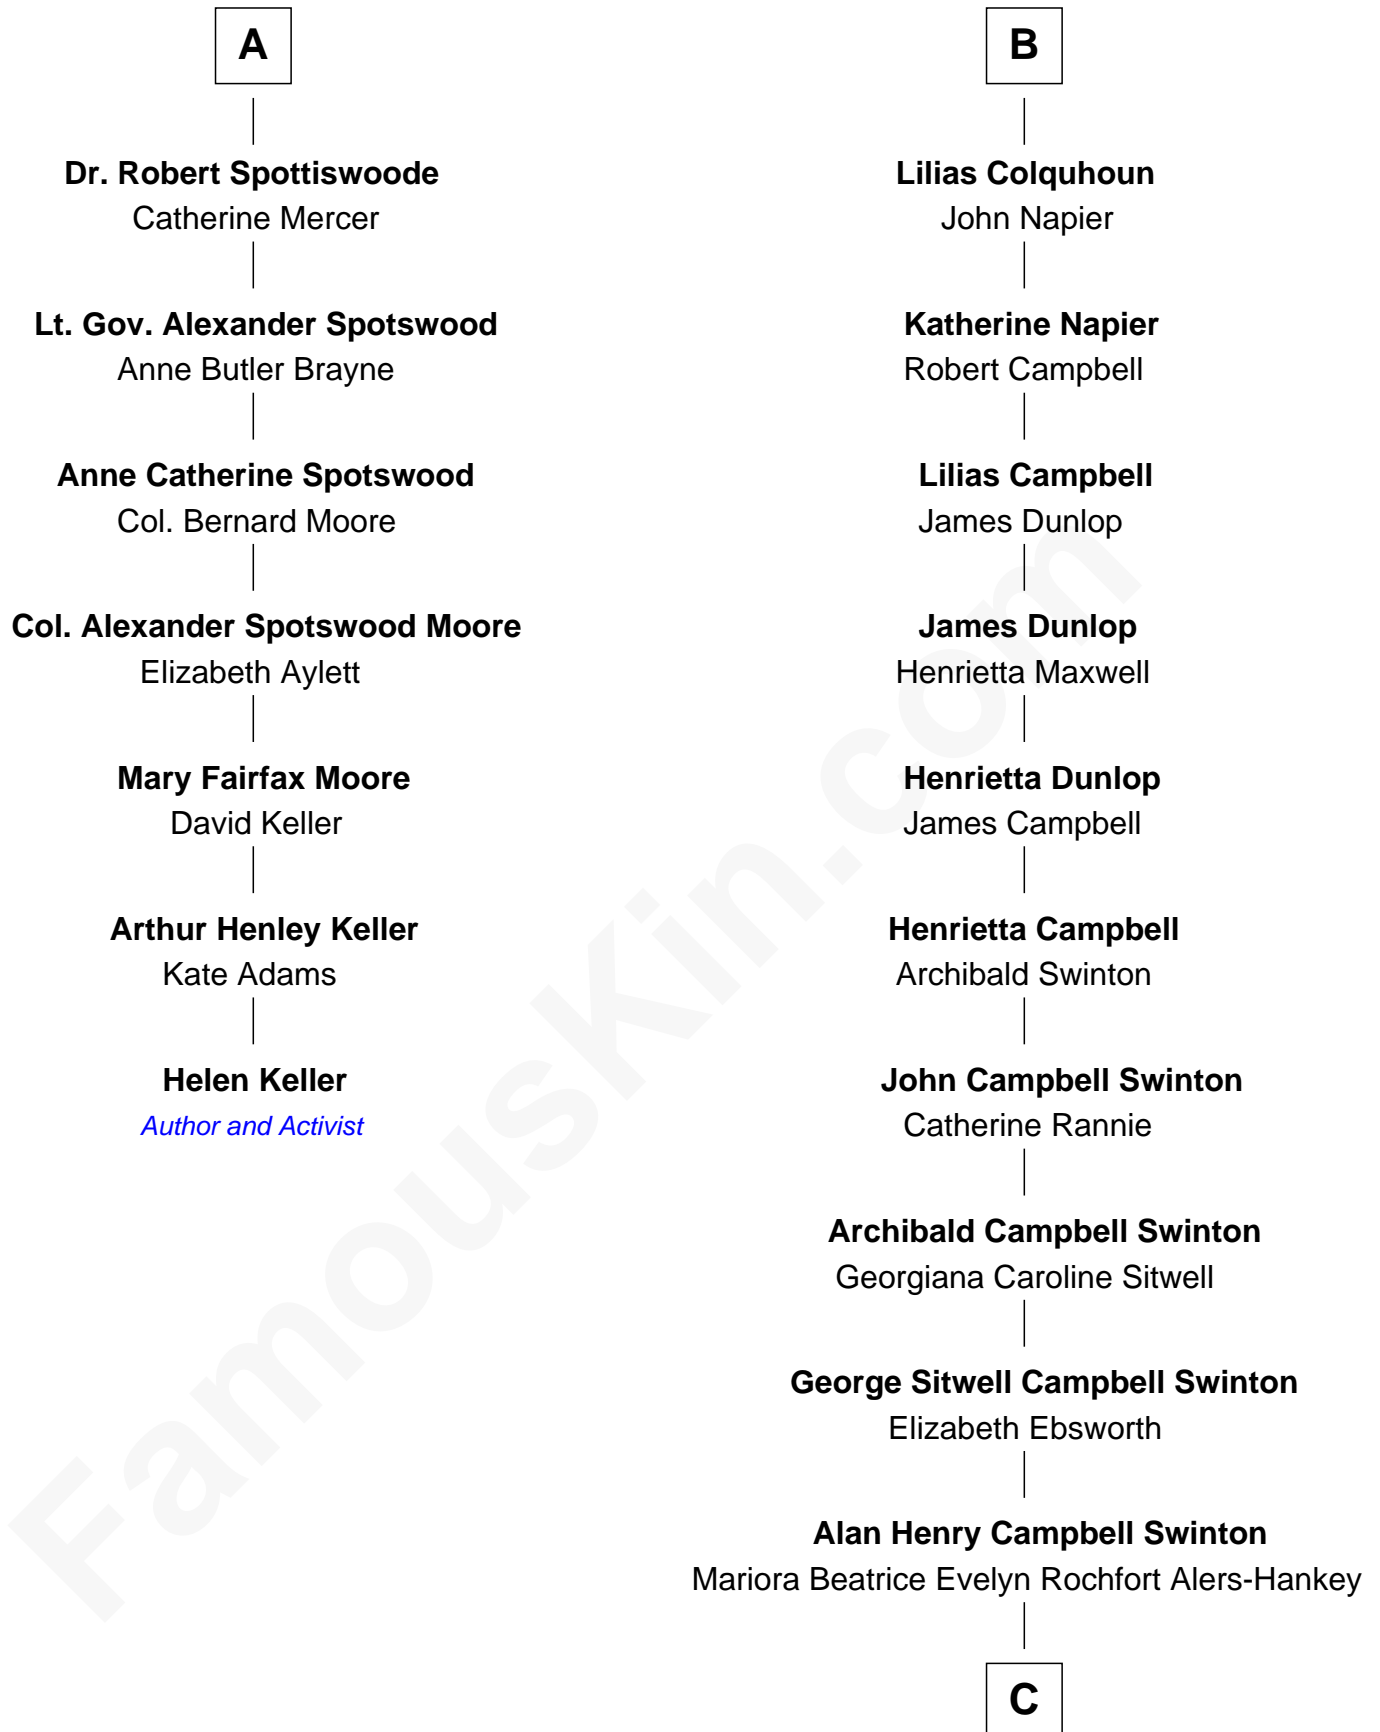 A
Dr. Robert Spottiswoode
Catherine Mercer
Lt. Gov. Alexander Spotswood
Anne Butler Brayne
Anne Catherine Spotswood
Col. Bernard Moore
Col. Alexander Spotswood Moore
Elizabeth Aylett
Mary Fairfax Moore
David Keller
Arthur Henley Keller
Kate Adams
Helen Keller
Author and Activist
B
Lilias Colquhoun
John Napier
Katherine Napier
Robert Campbell
Lilias Campbell
James Dunlop
James Dunlop
Henrietta Maxwell
Henrietta Dunlop
James Campbell
Henrietta Campbell
Archibald Swinton
John Campbell Swinton
Catherine Rannie
Archibald Campbell Swinton
Georgiana Caroline Sitwell
George Sitwell Campbell Swinton
Elizabeth Ebsworth
Alan Henry Campbell Swinton
Mariora Beatrice Evelyn Rochfort Alers-Hankey
C
FamousKin.com